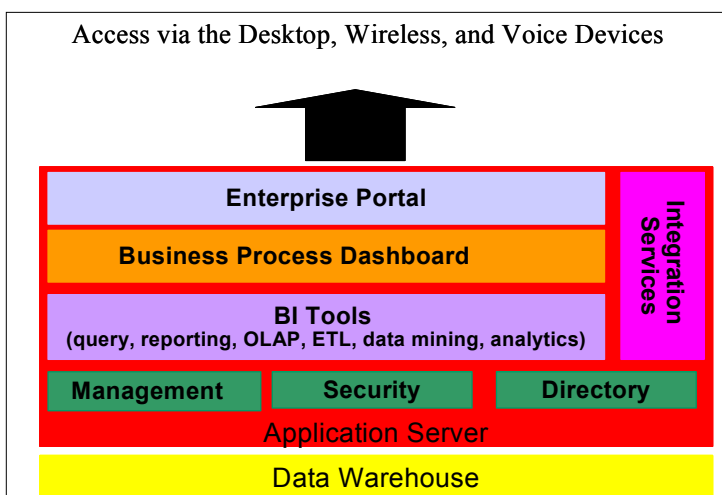 Access via the Desktop, Wireless, and Voice Devices
Enterprise Portal
Integration
Services
Business Process Dashboard
BI Tools
(query, reporting, OLAP, ETL, data mining, analytics)
Management
Security
Directory
Application Server
Data Warehouse